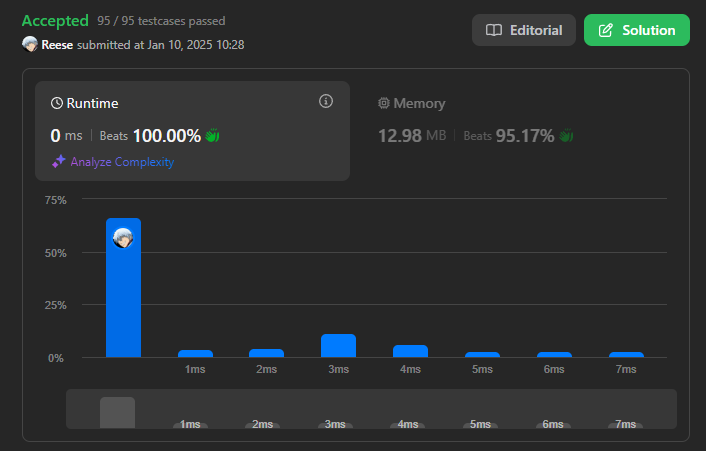 Accepted 95 / 95 testcases passed
Reese submitted at Jan 10, 2025 10:28
Editorial
Solution
Runtime
0 ms Beats 100.00%
Analyze Complexity
Memory
12.98 MB Beats 95.17%
75%
50%
25%
0%
1ms 2ms 3ms 4ms 5ms 6ms 7ms
1ms 2ms 3ms 4ms 5ms 6ms 7ms